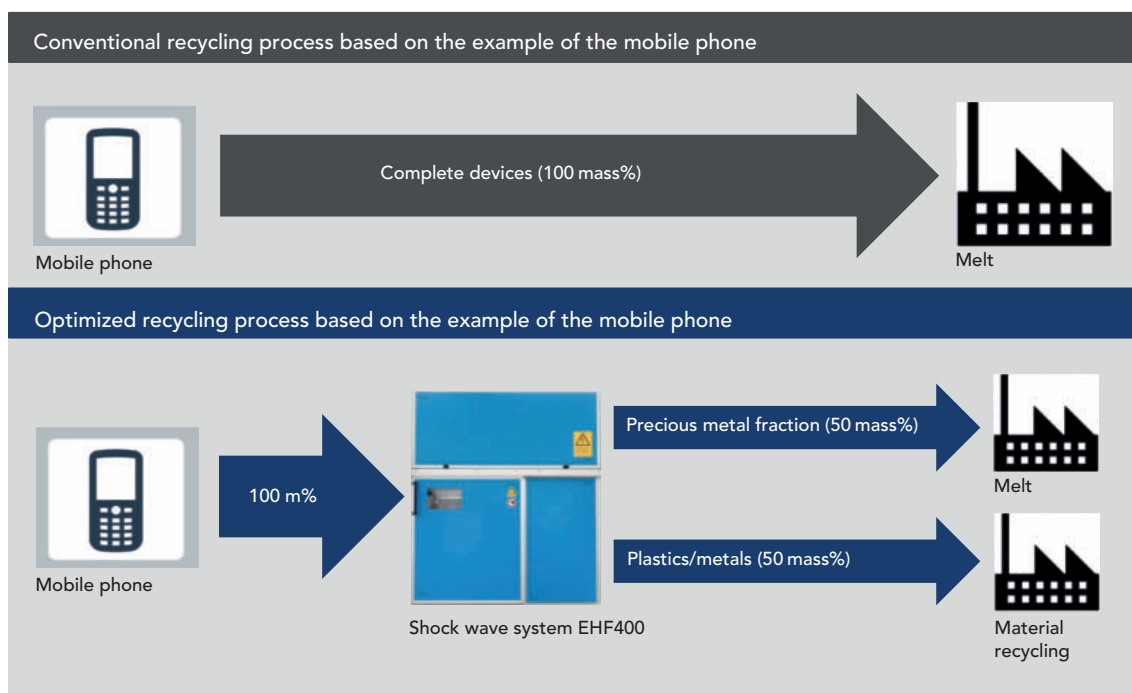 Conventional recycling process based on the example of the mobile phone
Complete devices (100 mass%)
Mobile phone
Melt
Optimized recycling process based on the example of the mobile phone
Precious metal fraction (50 mass%)
100 m%
Melt
Plastics/metals (50 mass%)
Mobile phone
Shock wave system EHF400
Material
recycling